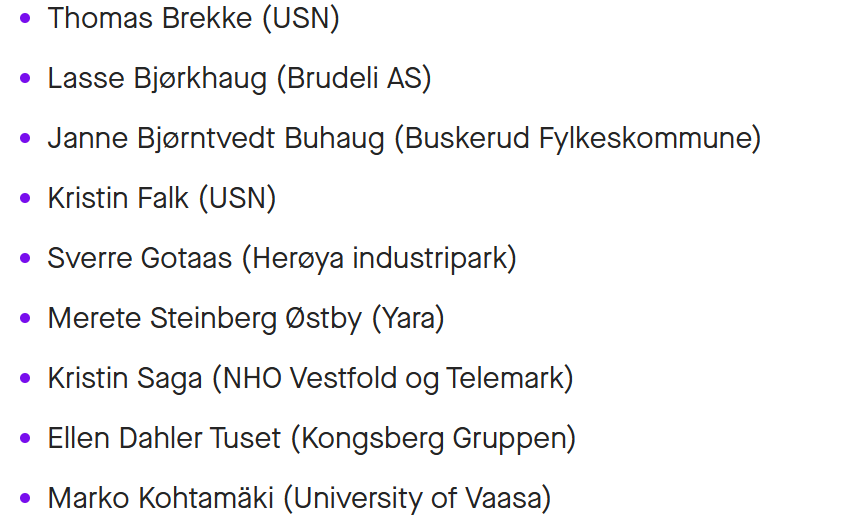 Thomas Brekke (USN)
Lasse Bjørkhaug (Brudeli AS)
Janne Bjørntvedt Buhaug (Buskerud Fylkeskommune)
Kristin Falk (USN)
Sverre Gotaas (Herøya industripark)
Merete Steinberg Østby (Yara)
Kristin Saga (NHO Vestfold og Telemark)
Ellen Dahler Tuset (Kongsberg Gruppen)
Marko Kohtamäki (University of Vaasa)